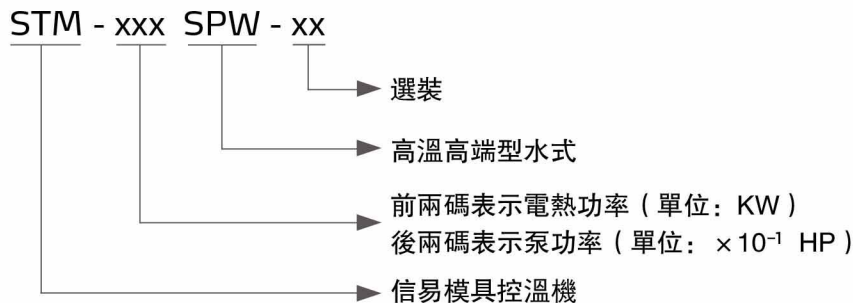 STM - xxx SPW - xx
選裝
高溫高端型水式
前兩碼表示電熱功率（單位：KW）
後兩碼表示泵功率（單位：×10⁻¹ HP）
信易模具控溫機